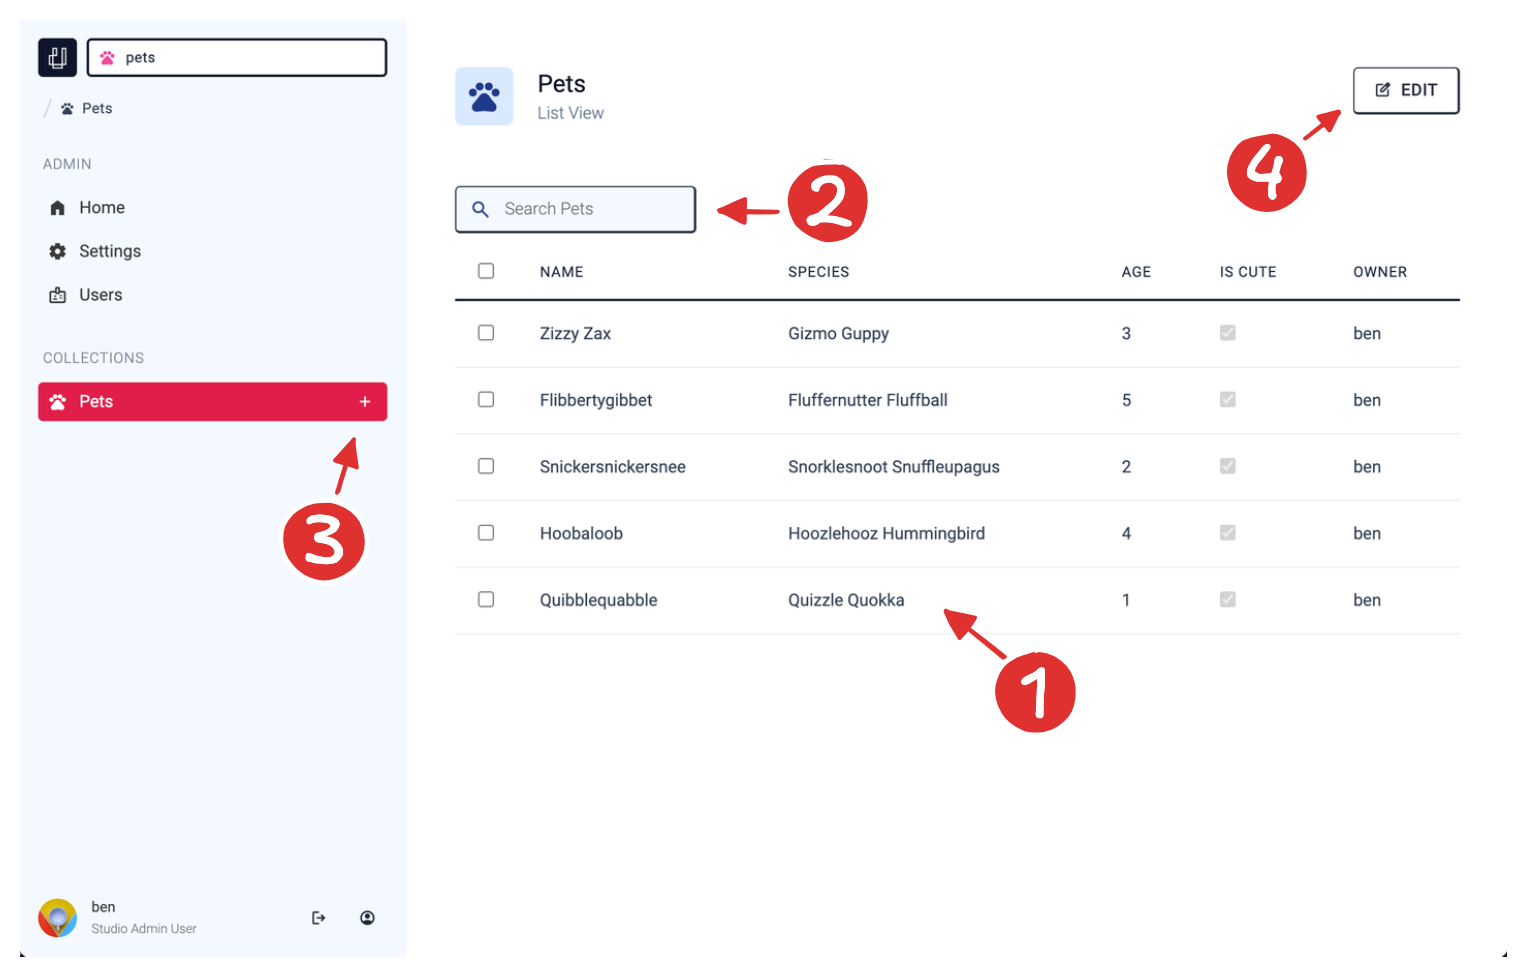 pets
/ Pets
ADMIN
Home
Settings
Users
COLLECTIONS
Pets +
3
ben
Studio Admin User
Pets
List View
EDIT
4
Search Pets
2
NAME SPECIES AGE IS CUTE OWNER
Zizzy Zax Gizmo Guppy 3 ben
Flibbertygibbet Fluffernutter Fluffball 5 ben
Snickersnickersnee Snorklesnoot Snuffleupagus 2 ben
Hoobaloob Hoozlehooz Hummingbird 4 ben
Quibblequabble Quizzle Quokka 1 ben
1